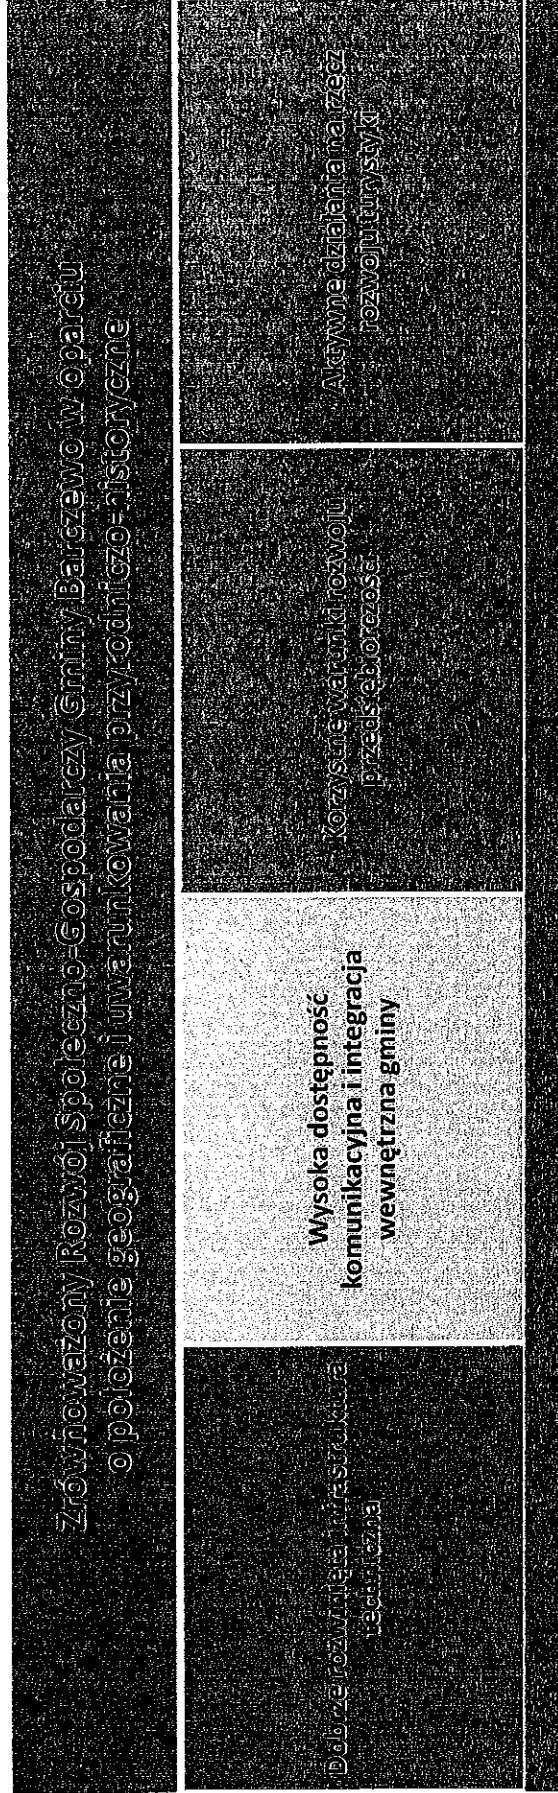 Zrównoważony Rozwój Społeczno-Gospodarczy Gminy Barczewo w oparciu
o położenie geograficzne i uwarunkowania przyrodniczo-historyczne
Dobrze rozwinięta infrastruktura
techniczna
Wysoka dostępność
komunikacyjna i integracja
wewnętrzna gminy
Korzystne warunki rozwoju
przedsiębiorczości
Aktywne działania na rzecz
rozwoju turystyki